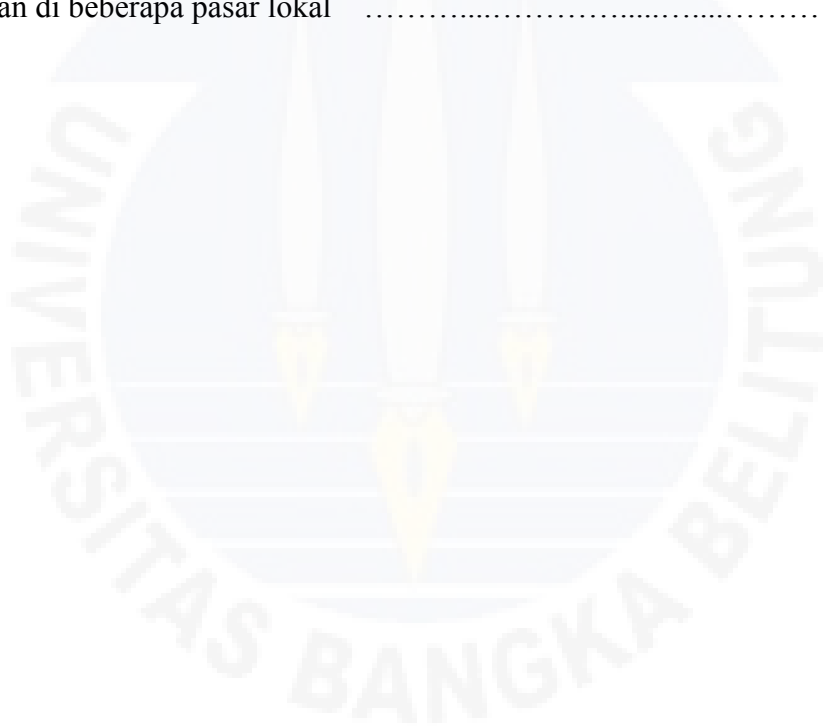 an di beberapa pasar lokal ………....…………....……....………
UNIVERSITAS BANGKA BELITUNG